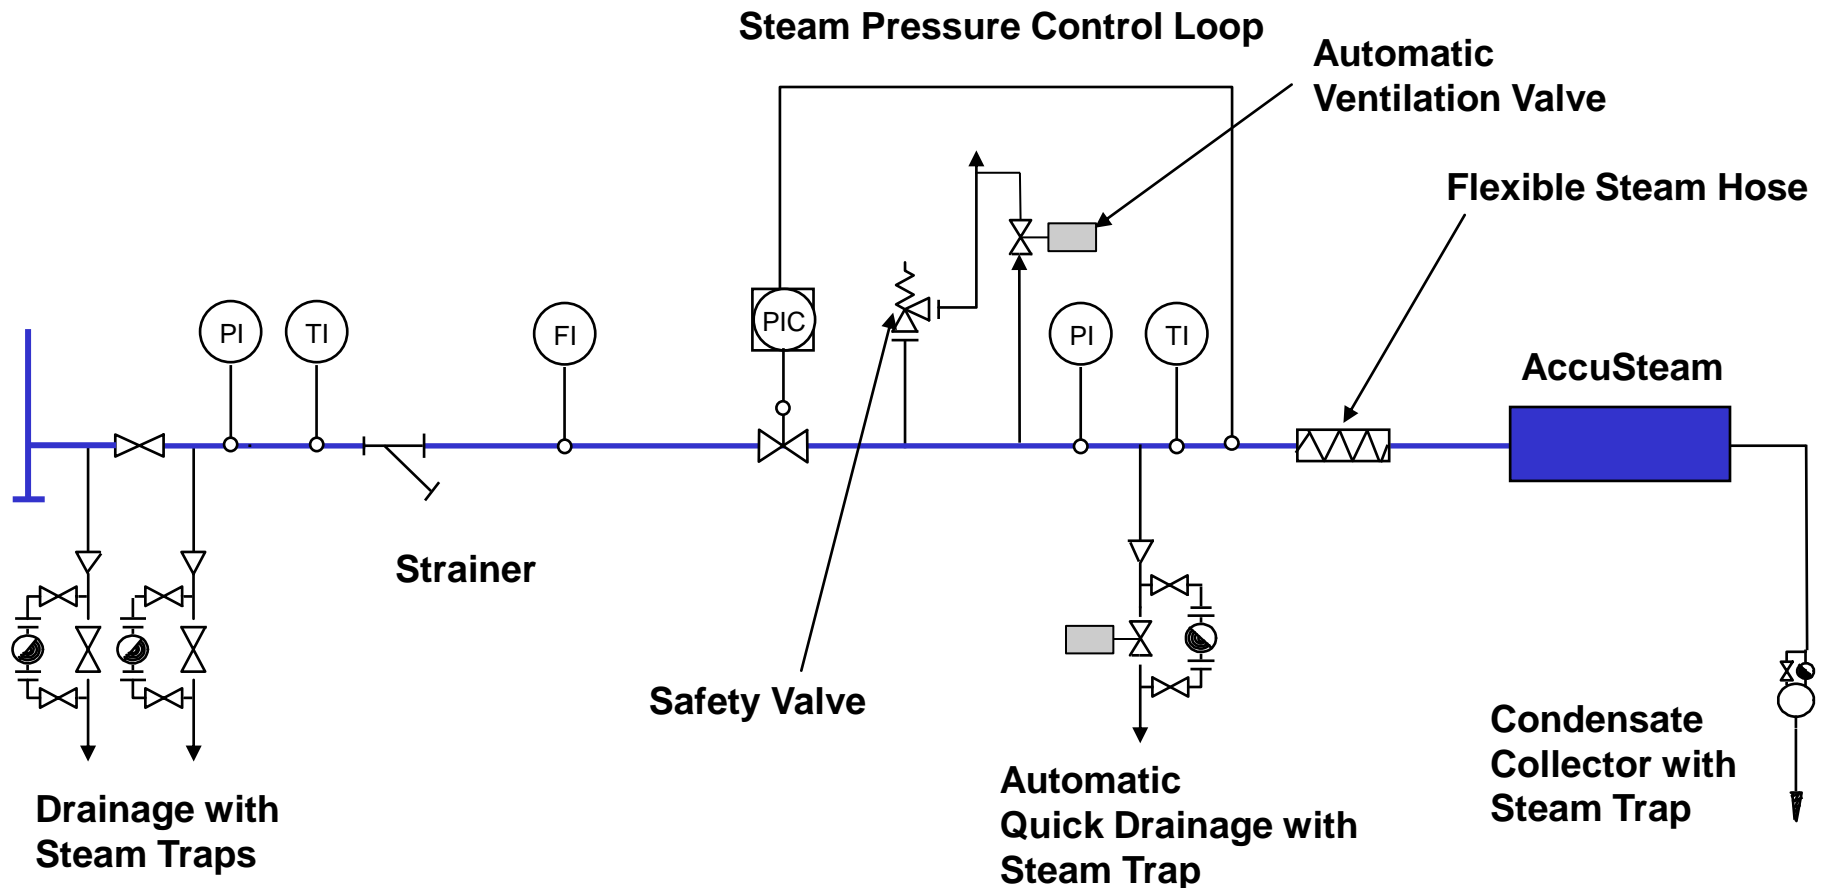 Steam Pressure Control Loop
Automatic
Ventilation Valve
Flexible Steam Hose
PI
TI
FI
PIC
PI
TI
AccuSteam
Strainer
Safety Valve
Drainage with
Steam Traps
Automatic
Quick Drainage with
Steam Trap
Condensate
Collector with
Steam Trap